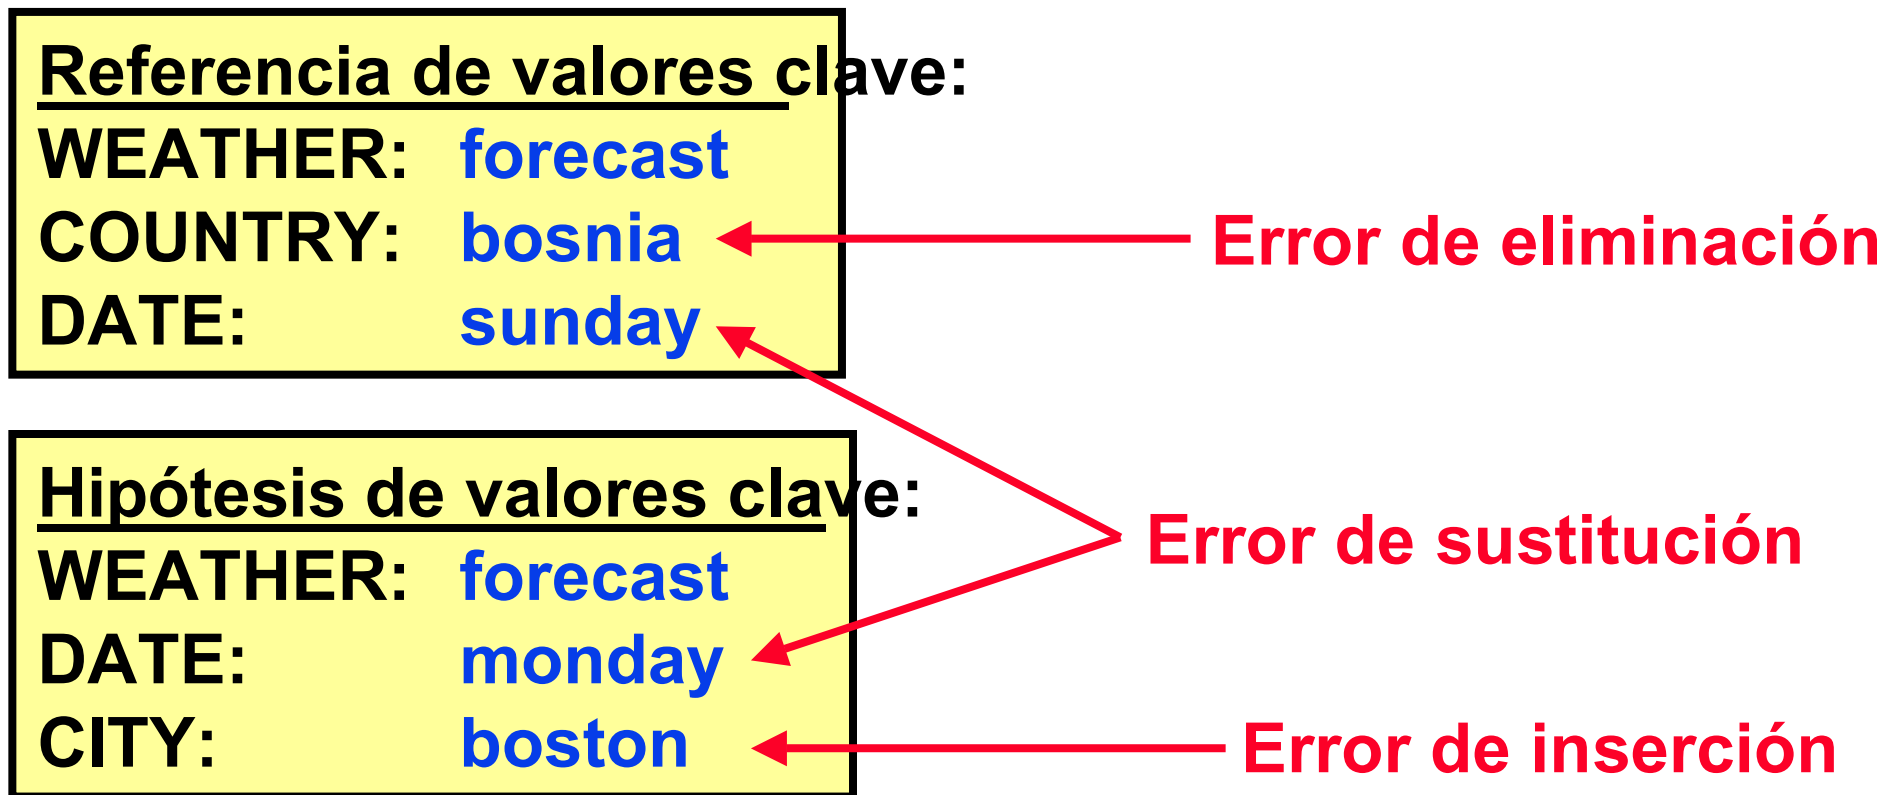 Referencia de valores clave:
WEATHER: forecast
COUNTRY: bosnia
DATE: sunday
Error de eliminación
Hipótesis de valores clave:
WEATHER: forecast
DATE: monday
CITY: boston
Error de sustitución
Error de inserción